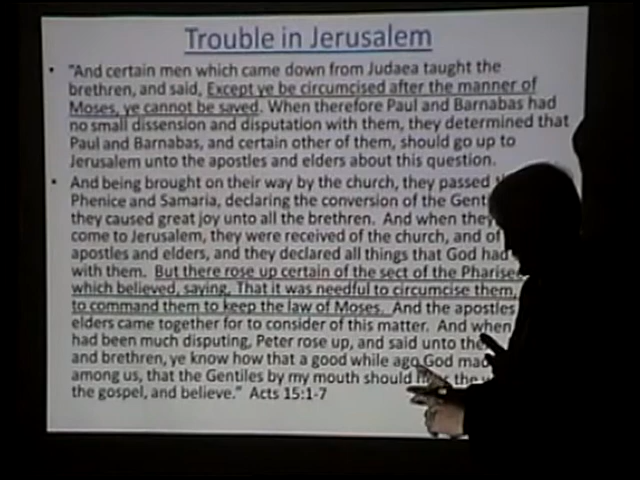 Trouble in Jerusalem
• "And certain men which came down from Judaea taught the
brethren, and said, Except ye be circumcised after the manner of
Moses, ye cannot be saved. When therefore Paul and Barnabas had
no small dissension and disputation with them, they determined that
Paul and Barnabas, and certain other of them, should go up to
Jerusalem unto the apostles and elders about this question.
• And being brought on their way by the church, they passed
Phenice and Samaria, declaring the conversion of the Gent
they caused great joy unto all the brethren. And when they
come to Jerusalem, they were received of the church, and of
apostles and elders, and they declared all things that God had
with them. But there rose up certain of the sect of the Pharise
which believed, saying, That it was needful to circumcise them,
to command them to keep the law of Moses. And the apostles
elders came together for to consider of this matter. And when
had been much disputing, Peter rose up, and said unto the
and brethren, ye know how that a good while ago God mad
among us, that the Gentiles by my mouth should the
the gospel, and believe." Acts 15:1-7